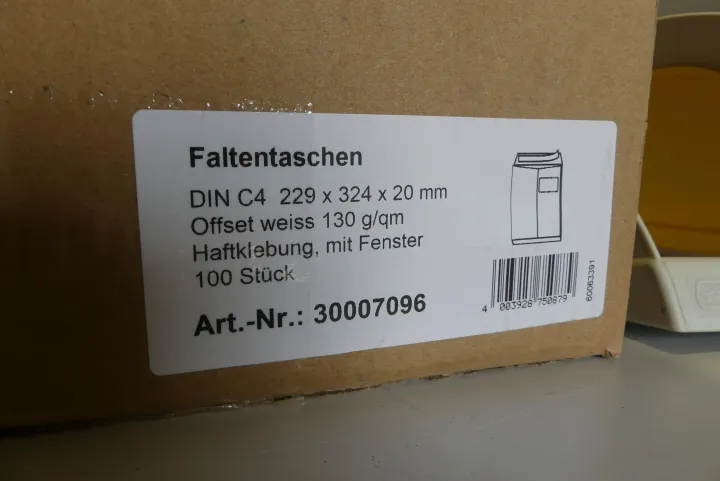 Faltentaschen
DIN C4 229 x 324 x 20 mm
Offset weiss 130 g/qm
Haftklebung, mit Fenster
100 Stück
Art.-Nr.: 30007096
4 003928 750879
60063391